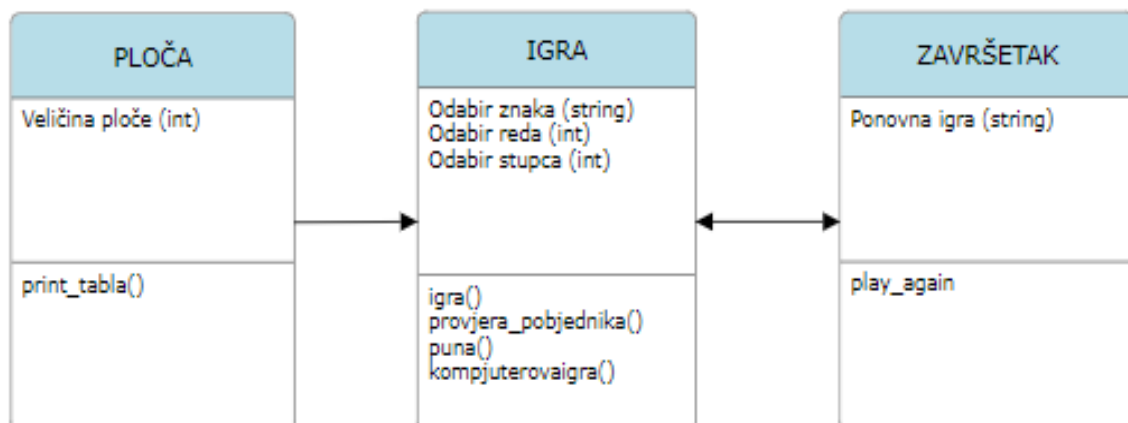 PLOČA
Veličina ploče (int)
print_tabla()
IGRA
Odabir znaka (string)
Odabir reda (int)
Odabir stupca (int)
igra()
provjera_pobjednika()
puna()
kompjuterovaigra()
ZAVRŠETAK
Ponovna igra (string)
play_again